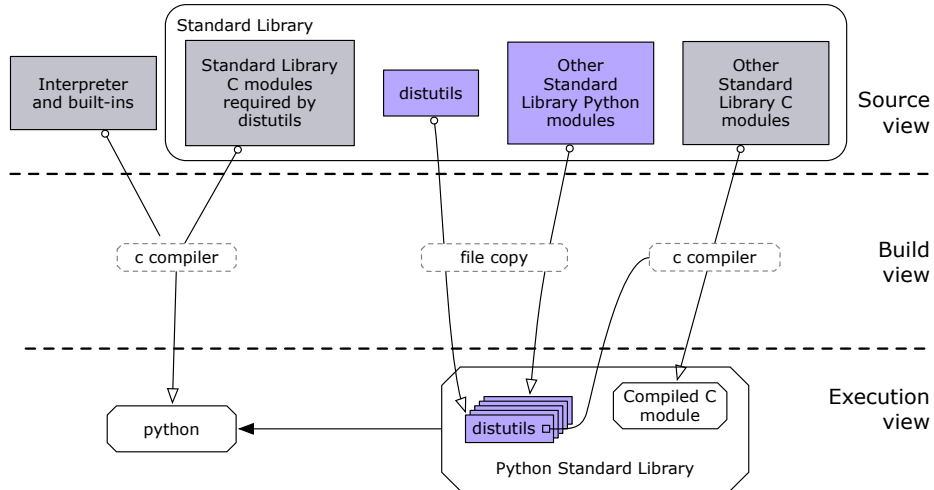 Standard Library
Interpreter
and built-ins
Standard Library
C modules
required by
distutils
distutils
Other
Standard
Library Python
modules
Other
Standard
Library C
modules
Source
view
c compiler
file copy
c compiler
Build
view
python
distutils
Compiled C
module
Python Standard Library
Execution
view